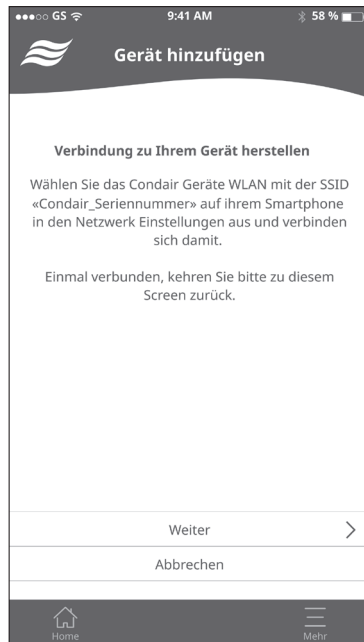 GS 9:41 AM 58 %
Gerät hinzufügen
Verbindung zu Ihrem Gerät herstellen
Wählen Sie das Condair Geräte WLAN mit der SSID
«Condair_Seriennummer» auf ihrem Smartphone
in den Netzwerk Einstellungen aus und verbinden
sich damit.
Einmal verbunden, kehren Sie bitte zu diesem
Screen zurück.
Weiter
Abbrechen
Home Mehr